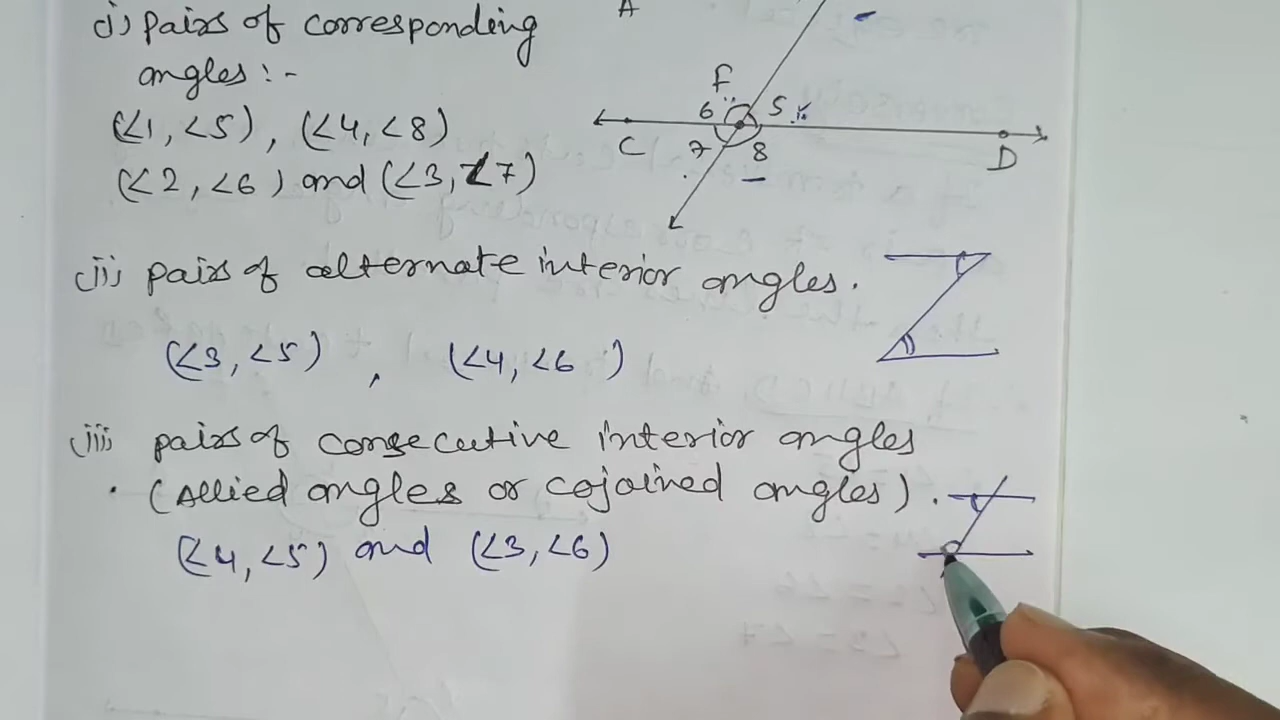 (i) pairs of corresponding
angles :-
(<1, <5), (<4, <8)
(<2, <6) and (<3, <7)
A
F
6
5
C
7
8
D
(ii) pairs of alternate interior angles.
(<3, <5) , (<4, <6)
(iii) pairs of consecutive interior angles
(Allied angles or cojoined angles).
(<4, <5) and (<3, <6)